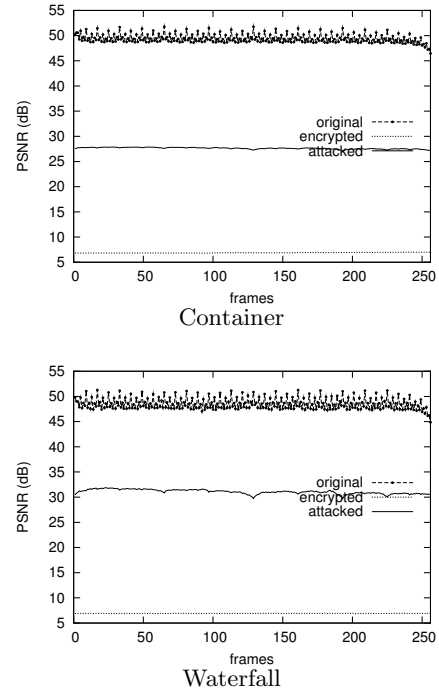 55
50
45
40
35
30
25
20
15
10
5
PSNR (dB)
original
encrypted
attacked
0 50 100 150 200 250
frames
Container
55
50
45
40
35
30
25
20
15
10
5
PSNR (dB)
original
encrypted
attacked
0 50 100 150 200 250
frames
Waterfall